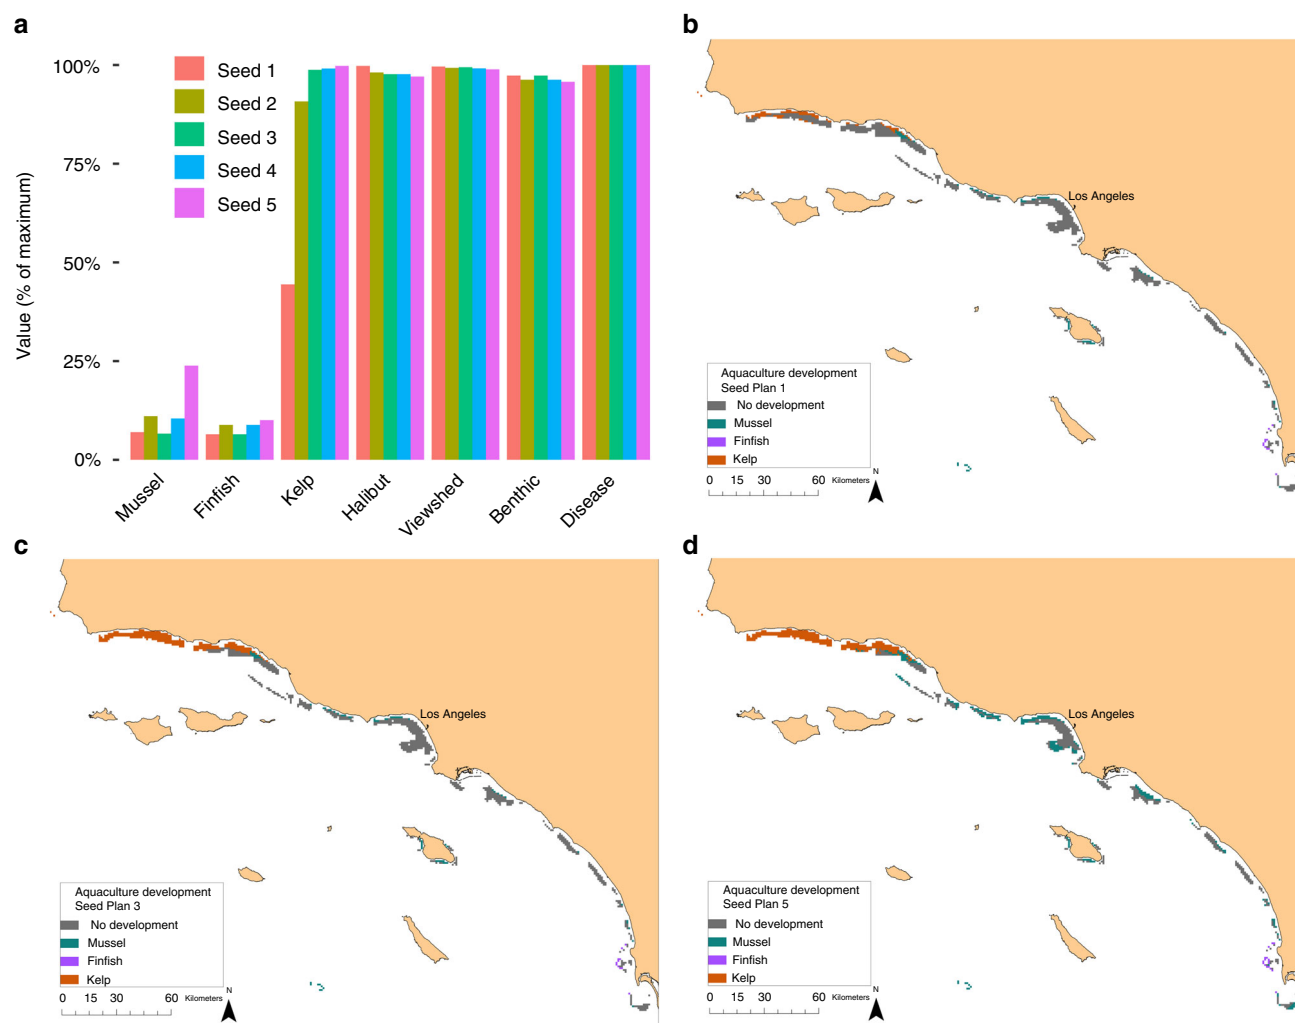 a
100%
75%
50%
25%
0%
Value (% of maximum)
Seed 1
Seed 2
Seed 3
Seed 4
Seed 5
Mussel
Finfish
Kelp
Halibut
Viewshed
Benthic
Disease
b
Los Angeles
Aquaculture development
Seed Plan 1
No development
Mussel
Finfish
Kelp
0 15 30 60 Kilometers
N
c
Los Angeles
Aquaculture development
Seed Plan 3
No development
Mussel
Finfish
Kelp
0 15 30 60 Kilometers
N
d
Los Angeles
Aquaculture development
Seed Plan 5
No development
Mussel
Finfish
Kelp
0 15 30 60 Kilometers
N